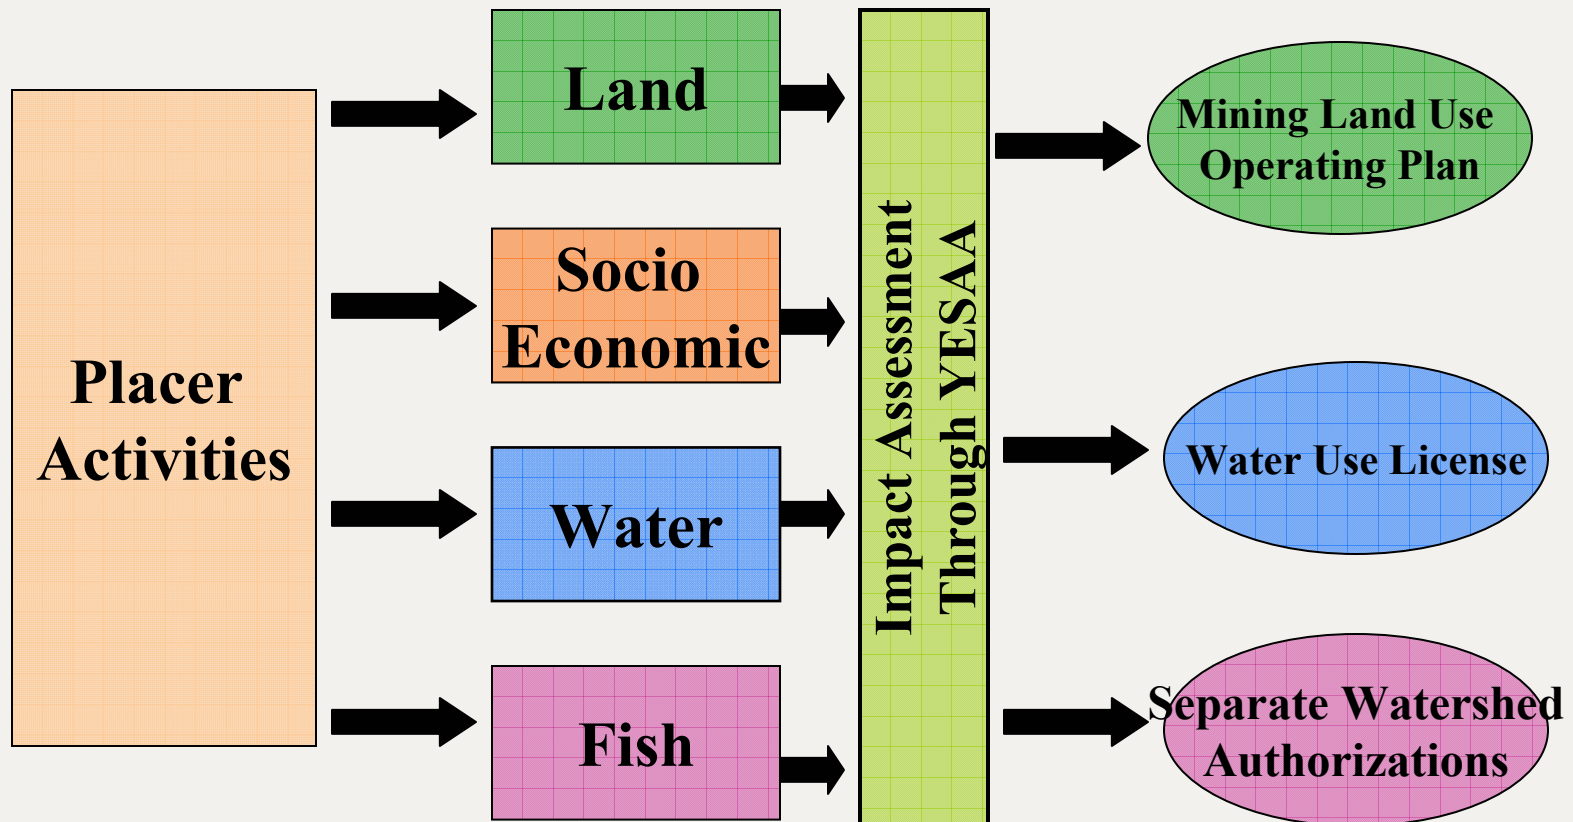 Placer
Activities
Land
Socio
Economic
Water
Fish
Impact Assessment
Through YESAA
Mining Land Use
Operating Plan
Water Use License
Separate Watershed
Authorizations